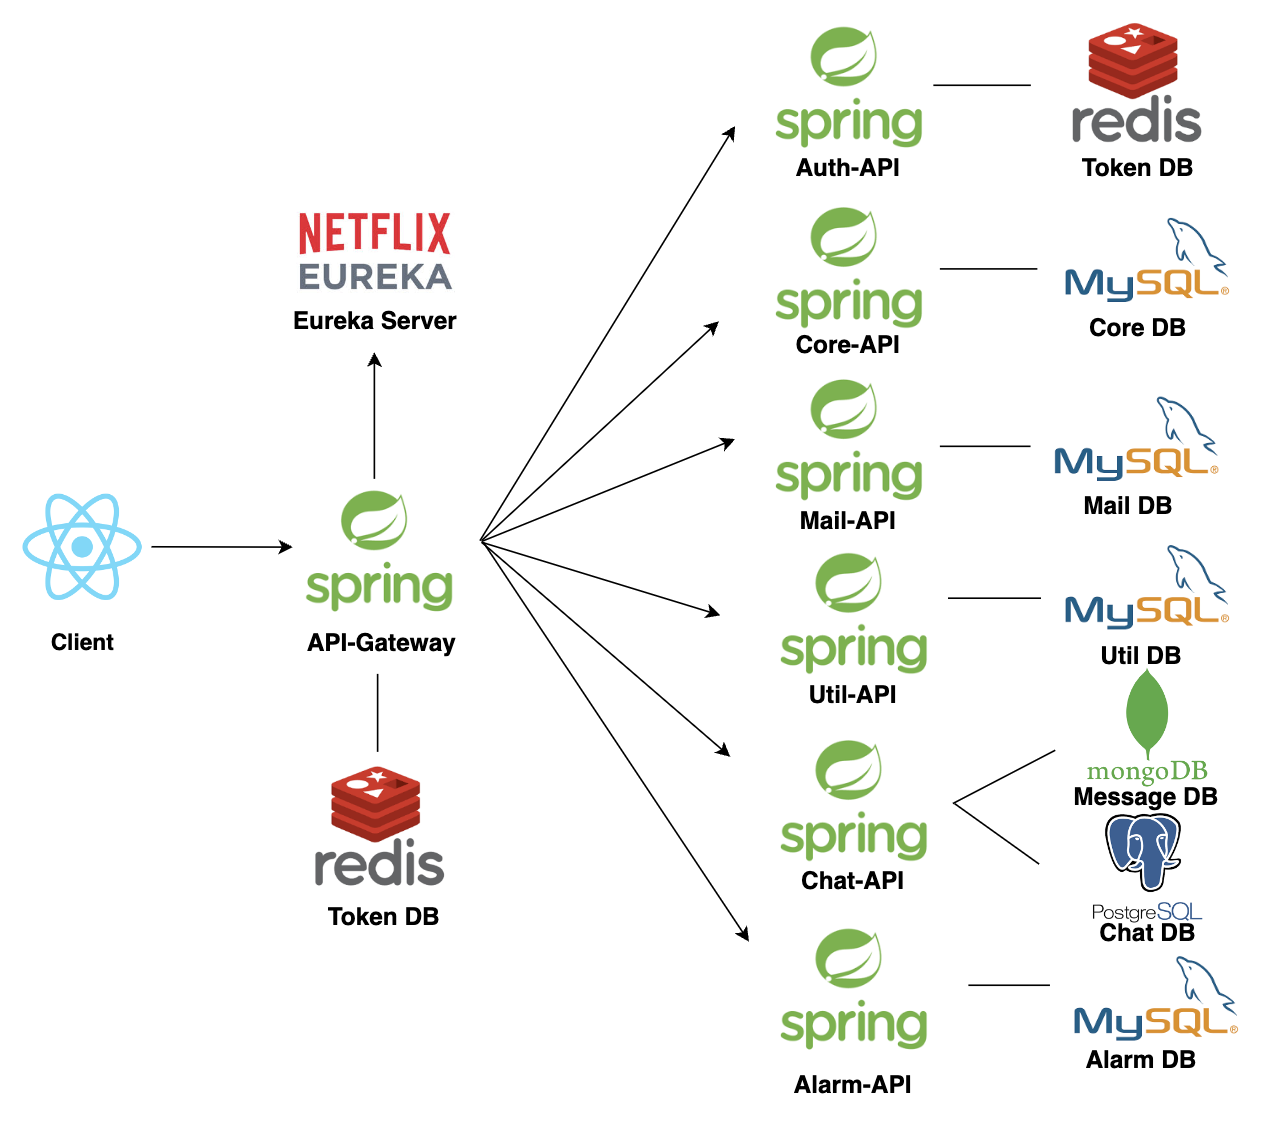 spring
Auth-API
redis
Token DB
NETFLIX
EUREKA
Eureka Server
spring
Core-API
MySQL®
Core DB
spring
Mail-API
MySQL®
Mail DB
Client
spring
API-Gateway
spring
Util-API
MySQL®
Util DB
redis
Token DB
spring
Chat-API
mongoDB
Message DB
PostgreSQL
Chat DB
spring
Alarm-API
MySQL®
Alarm DB